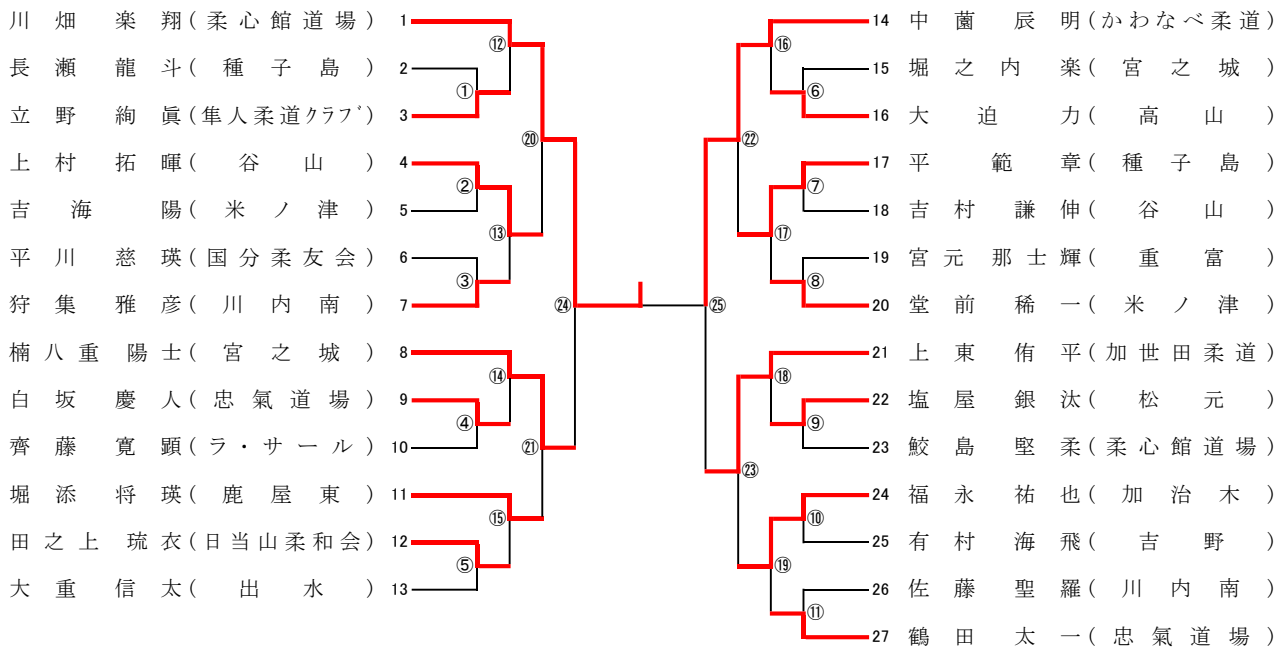 川畑楽翔(柔心館道場) 1
⑫
長瀬龍斗(種子島) 2
①
立野絢眞(隼人柔道クラブ) 3
⑳
上村拓暉(谷山) 4
②
吉海陽(米ノ津) 5
⑬
平川慈瑛(国分柔友会) 6
③
狩集雅彦(川内南) 7
㉔
楠八重陽士(宮之城) 8
⑭
白坂慶人(忠氣道場) 9
④
齊藤寛顕(ラ・サール) 10
㉑
堀添将瑛(鹿屋東) 11
⑮
田之上琉衣(日当山柔和会) 12
⑤
大重信太(出水) 13
14 中薗辰明(かわなべ柔道)
⑯
15 堀之内楽(宮之城)
⑥
16 大迫力(高山)
㉒
17 平範章(種子島)
⑦
18 吉村謙伸(谷山)
⑰
19 宮元那士輝(重富)
⑧
20 堂前稀一(米ノ津)
㉕
21 上東侑平(加世田柔道)
⑱
22 塩屋銀汰(松元)
⑨
23 鮫島堅柔(柔心館道場)
㉓
24 福永祐也(加治木)
⑩
25 有村海飛(吉野)
⑲
26 佐藤聖羅(川内南)
⑪
27 鶴田太一(忠氣道場)